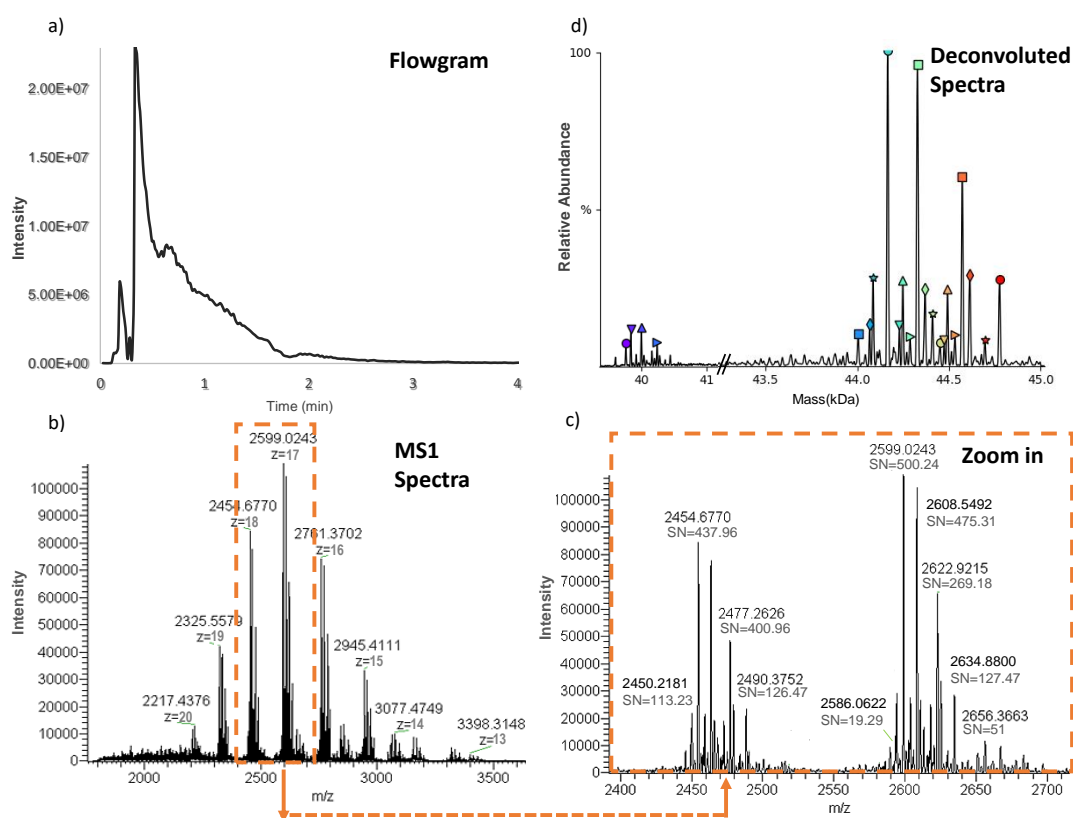 a)
Flowgram
2.00E+07
1.50E+07
1.00E+07
5.00E+06
0.00E+00
Intensity
0
1
2
3
4
Time (min)
d)
Deconvoluted
Spectra
100
%
Relative Abundance
40
41
43.5
44.0
44.5
45.0
Mass(kDa)
b)
MS1
Spectra
2599.0243
z=17
2454.6770
z=18
2761.3702
z=16
2325.5579
z=19
2945.4111
z=15
2217.4376
z=20
3077.4749
z=14
3398.3148
z=13
100000
90000
80000
70000
60000
50000
40000
30000
20000
10000
0
Intensity
2000
2500
3000
3500
m/z
c)
Zoom in
2599.0243
SN=500.24
2608.5492
SN=475.31
2454.6770
SN=437.96
2622.9215
SN=269.18
2477.2626
SN=400.96
2634.8800
SN=127.47
2490.3752
SN=126.47
2450.2181
SN=113.23
2586.0622
SN=19.29
2656.3663
SN=51
100000
90000
80000
70000
60000
50000
40000
30000
20000
10000
0
Intensity
2400
2450
2500
2550
2600
2650
2700
m/z